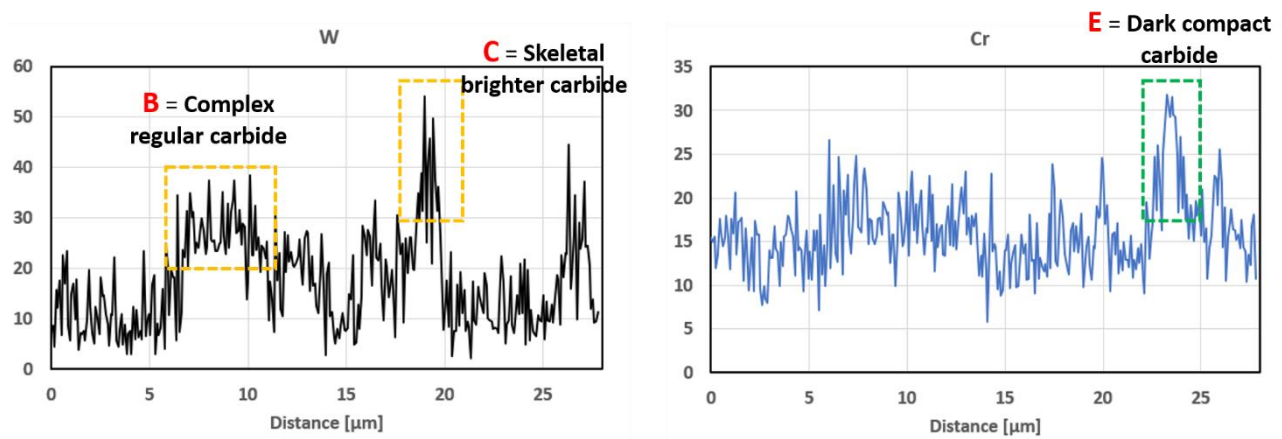 W
C = Skeletal
brighter carbide
B = Complex
regular carbide
60
50
40
30
20
10
0
0 5 10 15 20 25
Distance [µm]
E = Dark compact
carbide
Cr
35
30
25
20
15
10
5
0
0 5 10 15 20 25
Distance [µm]